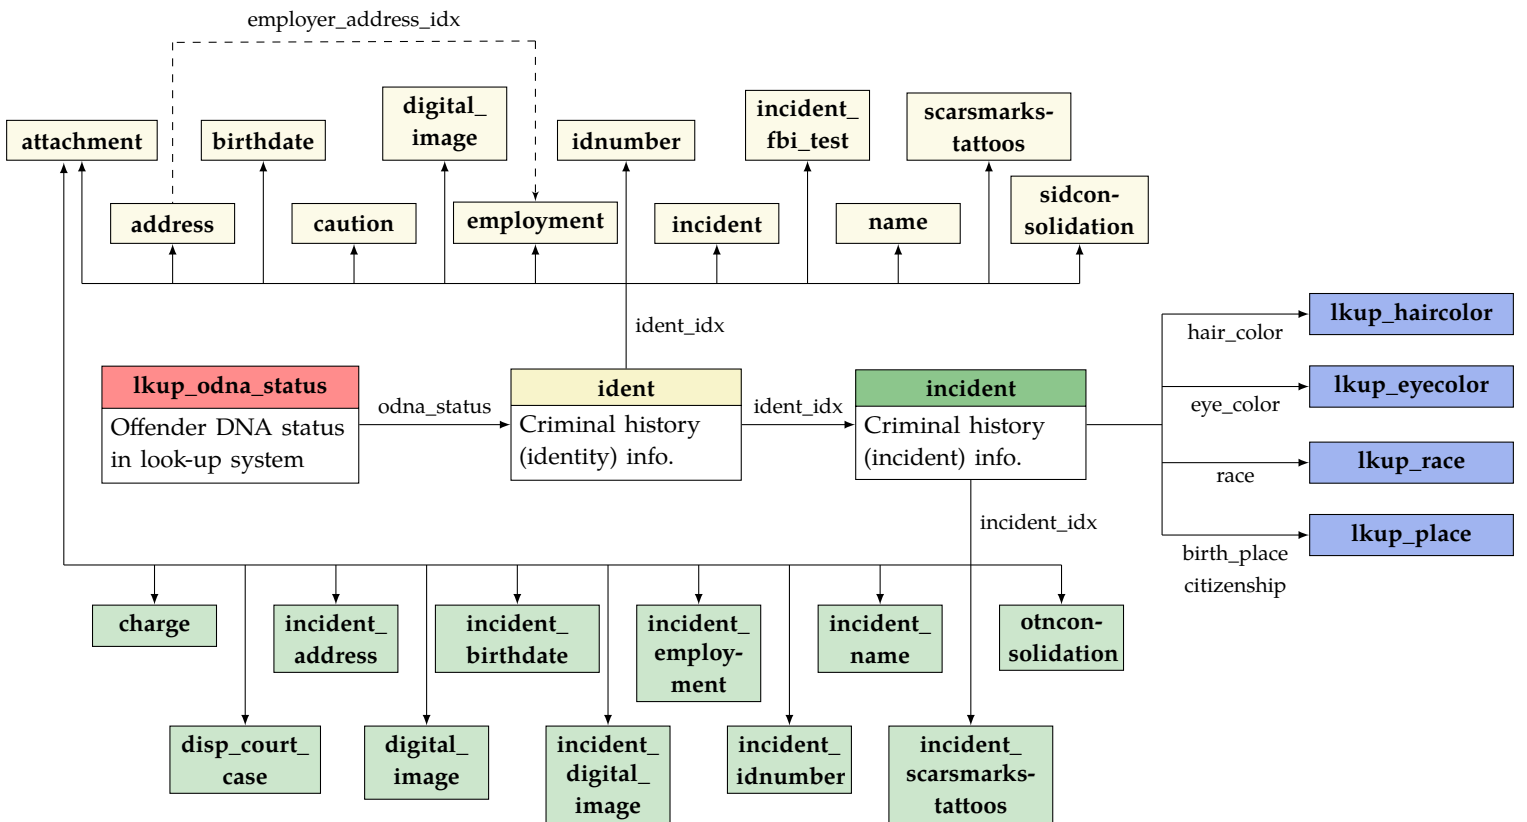 employer_address_idx
attachment
birthdate
digital_
image
idnumber
incident_
fbi_test
scarsmarks-
tattoos
address
caution
employment
incident
name
sidcon-
solidation
ident_idx
lkup_odna_status
Offender DNA status
in look-up system
odna_status
ident
Criminal history
(identity) info.
ident_idx
incident
Criminal history
(incident) info.
hair_color
lkup_haircolor
eye_color
lkup_eyecolor
race
lkup_race
birth_place
citizenship
lkup_place
incident_idx
charge
incident_
address
incident_
birthdate
incident_
employ-
ment
incident_
name
otncon-
solidation
disp_court_
case
digital_
image
incident_
digital_
image
incident_
idnumber
incident_
scarsmarks-
tattoos